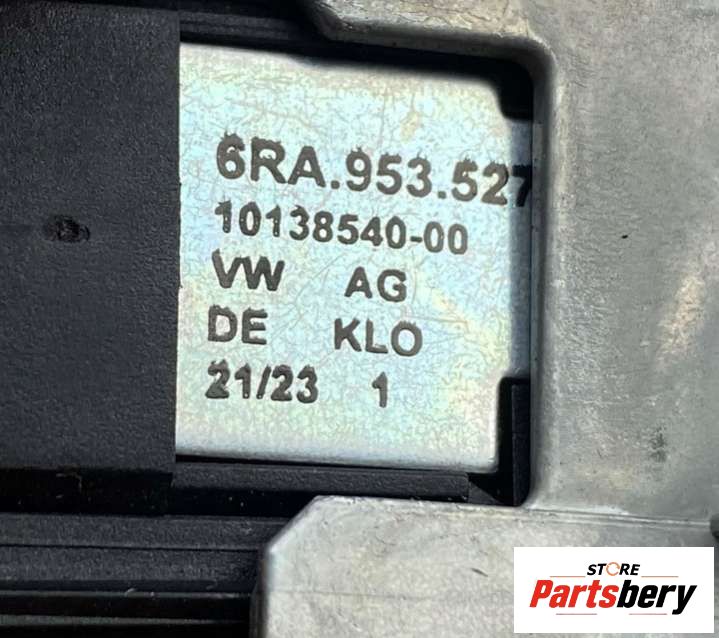 6RA.953.527
10138540-00
VW AG
DE KLO
21/23 1
STORE
Partsbery